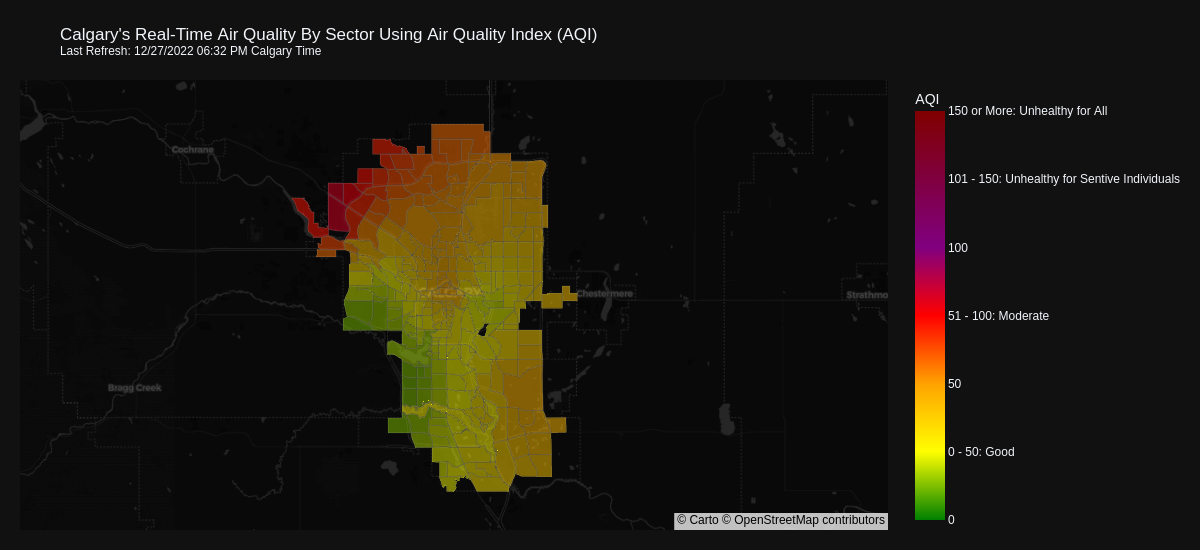 Calgary's Real-Time Air Quality By Sector Using Air Quality Index (AQI)
Last Refresh: 12/27/2022 06:32 PM Calgary Time
AQI
150 or More: Unhealthy for All
Cochrane
101 - 150: Unhealthy for Sentive Individuals
100
CALGARY
Chestermere
Strathmo
51 - 100: Moderate
Bragg Creek
50
0 - 50: Good
0
© Carto © OpenStreetMap contributors